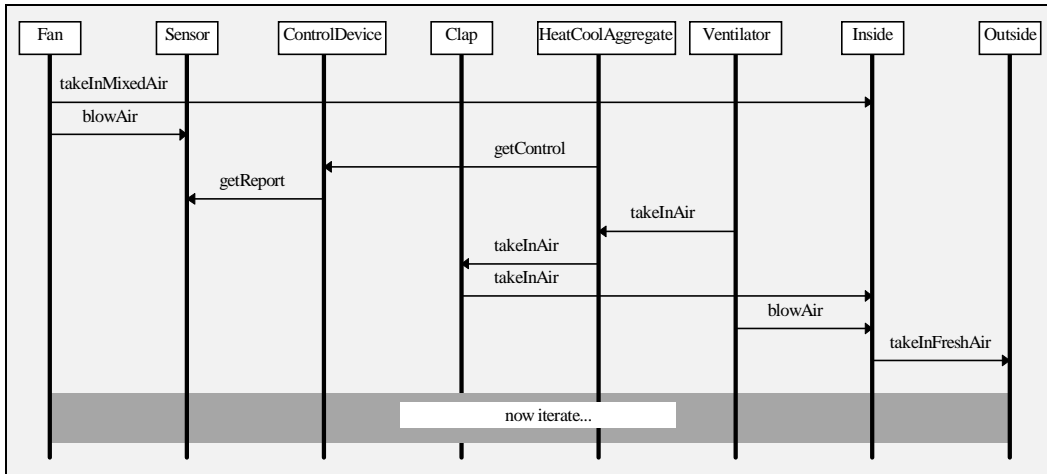 Fan Sensor ControlDevice Clap HeatCoolAggregate Ventilator Inside Outside
takeInMixedAir
blowAir
getControl
getReport
takeInAir
takeInAir
takeInAir
blowAir
takeInFreshAir
now iterate...